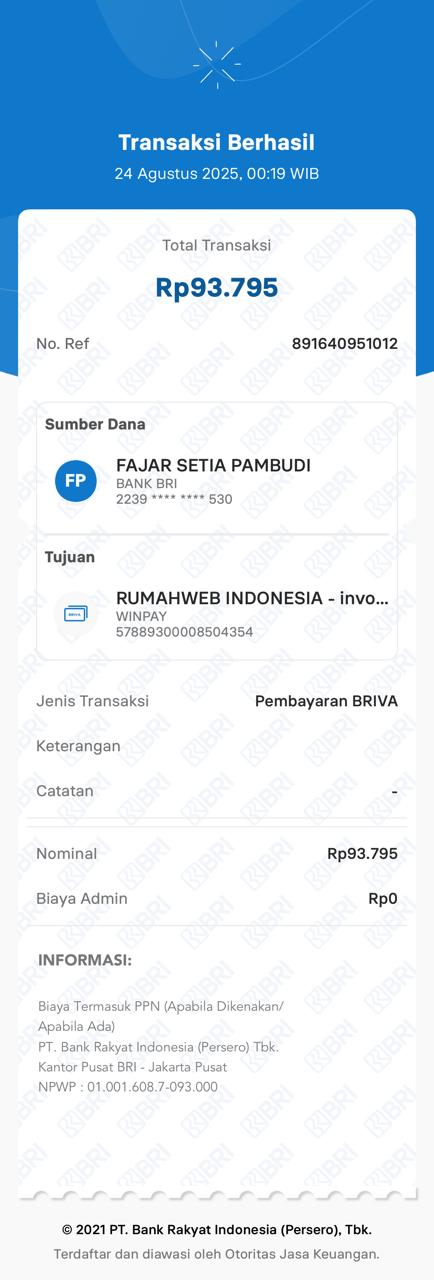 Transaksi Berhasil
24 Agustus 2025, 00:19 WIB
Total Transaksi
Rp93.795
No. Ref 891640951012
Sumber Dana
FP
FAJAR SETIA PAMBUDI
BANK BRI
2239 **** **** 530
Tujuan
BRIVA
RUMAHWEB INDONESIA - invo...
WINPAY
57889300008504354
Jenis Transaksi Pembayaran BRIVA
Keterangan
Catatan -
Nominal Rp93.795
Biaya Admin Rp0
INFORMASI:
Biaya Termasuk PPN (Apabila Dikenakan/
Apabila Ada)
PT. Bank Rakyat Indonesia (Persero) Tbk.
Kantor Pusat BRI - Jakarta Pusat
NPWP : 01.001.608.7-093.000
© 2021 PT. Bank Rakyat Indonesia (Persero), Tbk.
Terdaftar dan diawasi oleh Otoritas Jasa Keuangan.